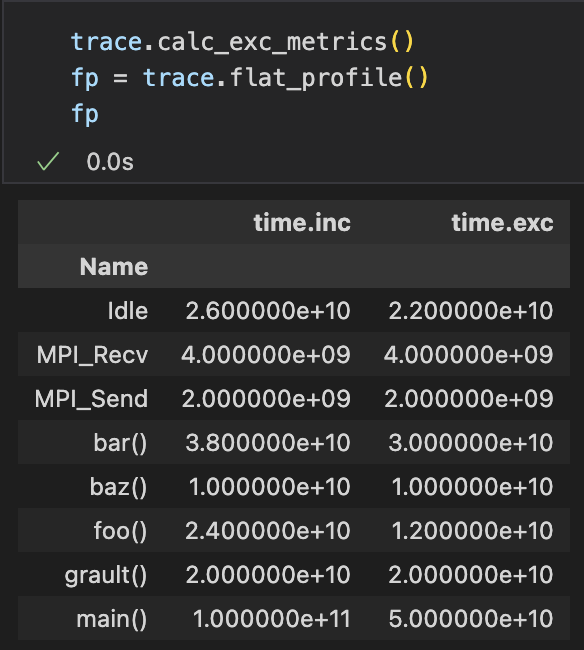 trace.calc_exc_metrics()
fp = trace.flat_profile()
fp
0.0s
time.inc time.exc
Name
Idle 2.600000e+10 2.200000e+10
MPI_Recv 4.000000e+09 4.000000e+09
MPI_Send 2.000000e+09 2.000000e+09
bar() 3.800000e+10 3.000000e+10
baz() 1.000000e+10 1.000000e+10
foo() 2.400000e+10 1.200000e+10
grault() 2.000000e+10 2.000000e+10
main() 1.000000e+11 5.000000e+10